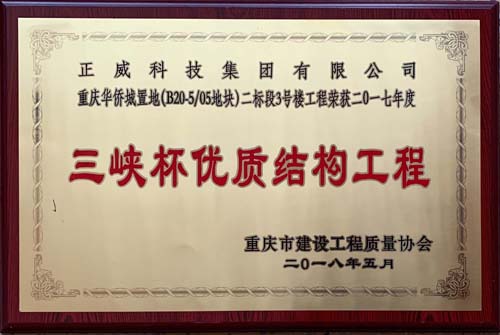 正威科技集团有限公司
重庆华侨城置地(B20-5/05地块)二标段3号楼工程荣获二0一七年度
三峡杯优质结构工程
重庆市建设工程质量协会
二0一八年五月